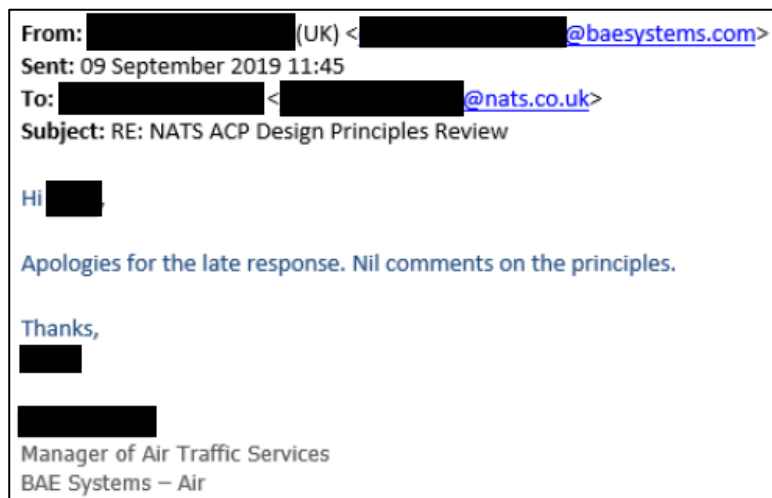 From: (UK) < @baesystems.com>
Sent: 09 September 2019 11:45
To: < @nats.co.uk>
Subject: RE: NATS ACP Design Principles Review
Hi ,
Apologies for the late response. Nil comments on the principles.
Thanks,
Manager of Air Traffic Services
BAE Systems – Air